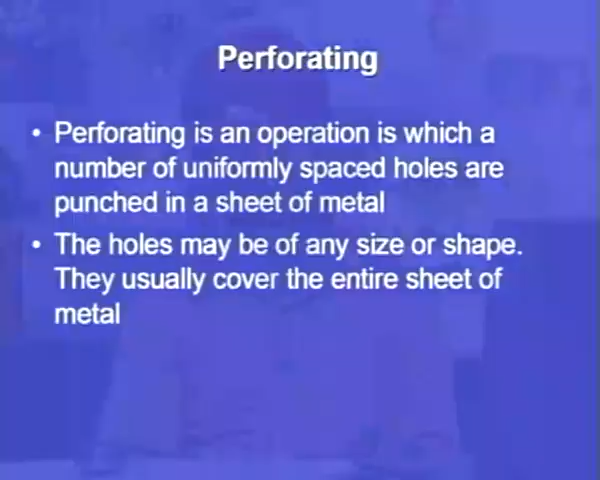 Perforating
• Perforating is an operation is which a
number of uniformly spaced holes are
punched in a sheet of metal
• The holes may be of any size or shape.
They usually cover the entire sheet of
metal